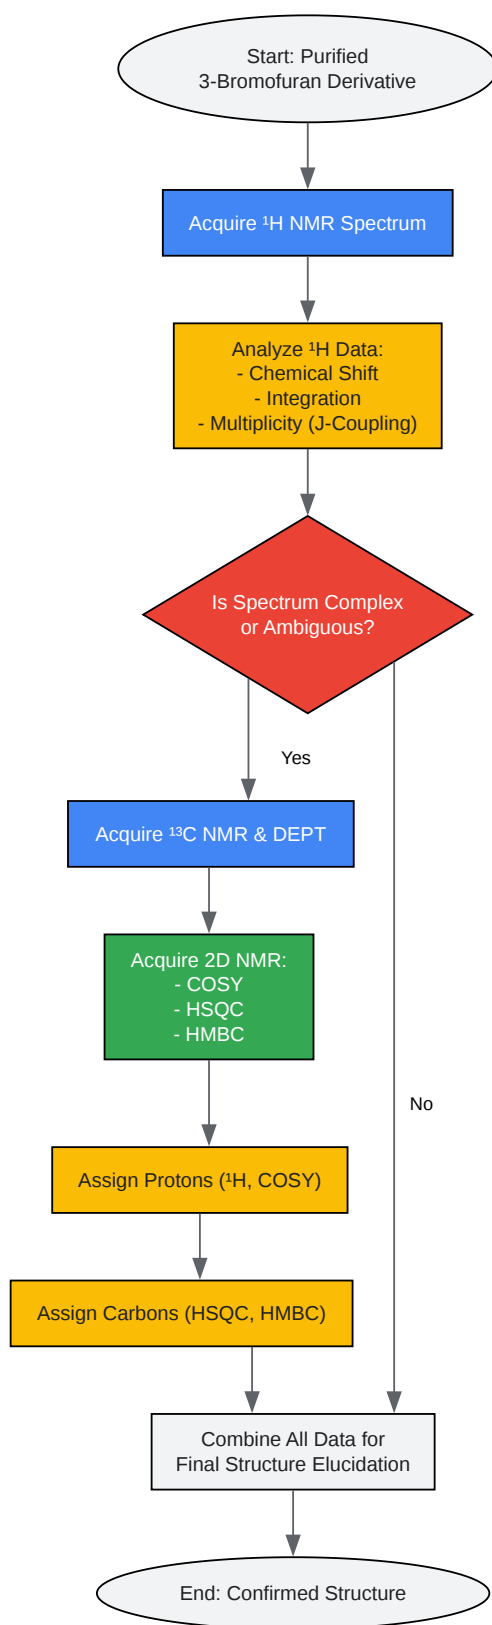 Start: Purified
3-Bromofuran Derivative
Acquire ¹H NMR Spectrum
Analyze ¹H Data:
- Chemical Shift
- Integration
- Multiplicity (J-Coupling)
Is Spectrum Complex
or Ambiguous?
Yes
Acquire ¹³C NMR & DEPT
Acquire 2D NMR:
- COSY
- HSQC
- HMBC
No
Assign Protons (¹H, COSY)
Assign Carbons (HSQC, HMBC)
Combine All Data for
Final Structure Elucidation
End: Confirmed Structure